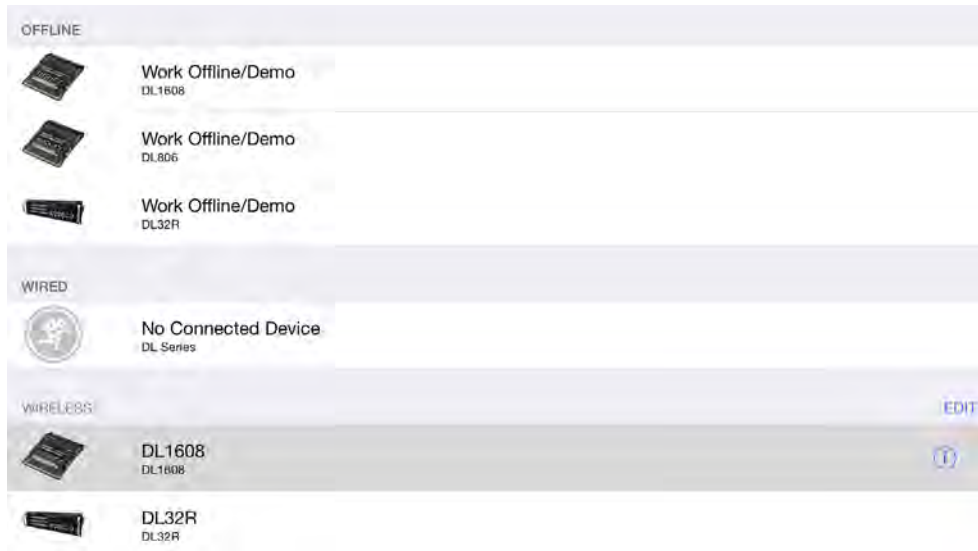 OFFLINE
Work Offline/Demo
DL1608
Work Offline/Demo
DL806
Work Offline/Demo
DL32R
WIRED
No Connected Device
DL Series
WIRELESS
EDIT
DL1608
DL1608
DL32R
DL32R